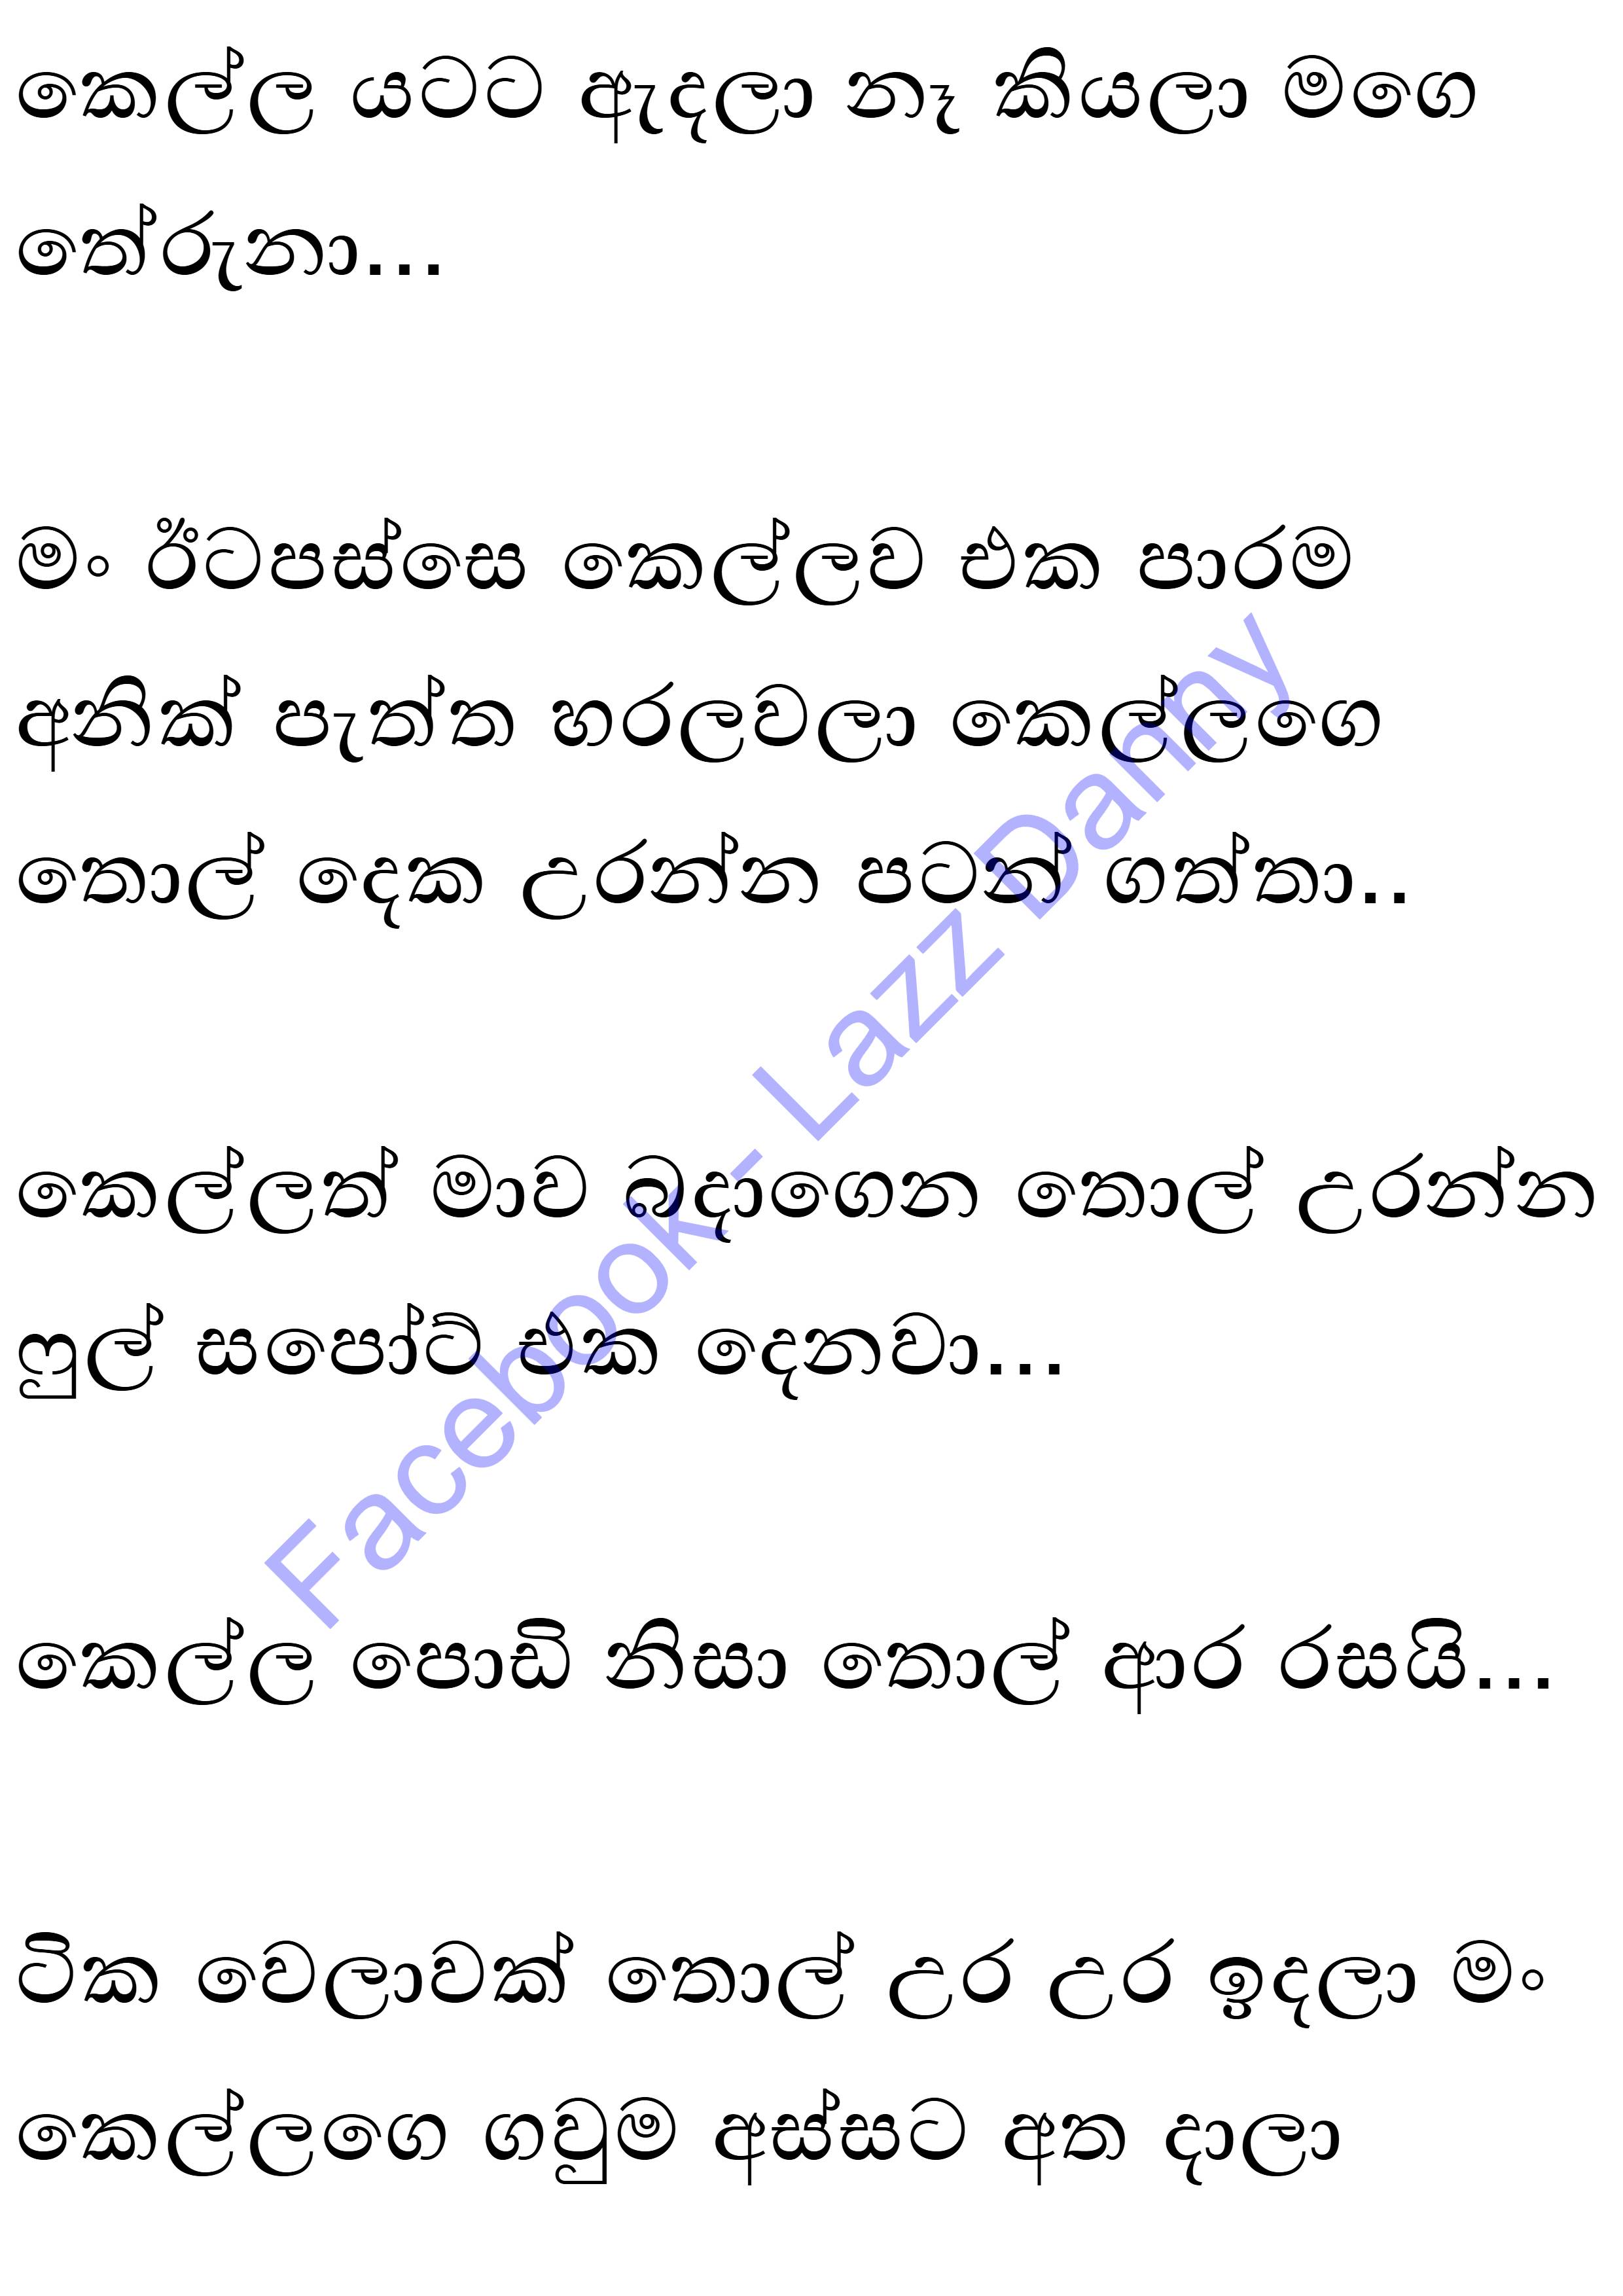 කෙල්ල යටට ඇදලා නෑ කියලා මගෙ
තේරුනා...
මං ඊටපස්සෙ කෙල්ලව එක පාරම
අනික් පැත්ත හරලවලා කෙල්ලගෙ
තොල් දෙක උරන්න පටන් ගත්තා..
කෙල්ලත් මාව බදාගෙන තොල් උරන්න
ෆුල් සපෝට් එක දෙනවා...
කෙල්ල පොඩි නිසා තොල් ආර රසයි...
ටික වෙලාවක් තොල් උර උර ඉදලා මං
කෙල්ලගෙ ගවුම අස්සට අත දාලා
Facebook - Lazz Danny